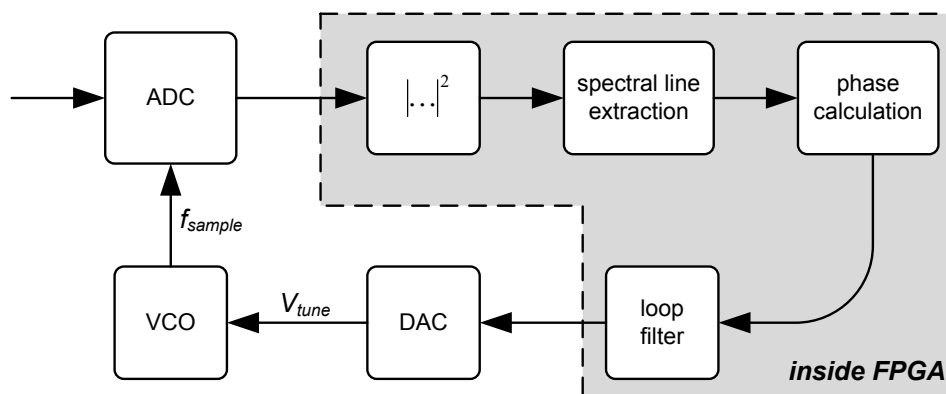 ADC
|...|²
spectral line
extraction
phase
calculation
f_sample
VCO
V_tune
DAC
loop
filter
inside FPGA